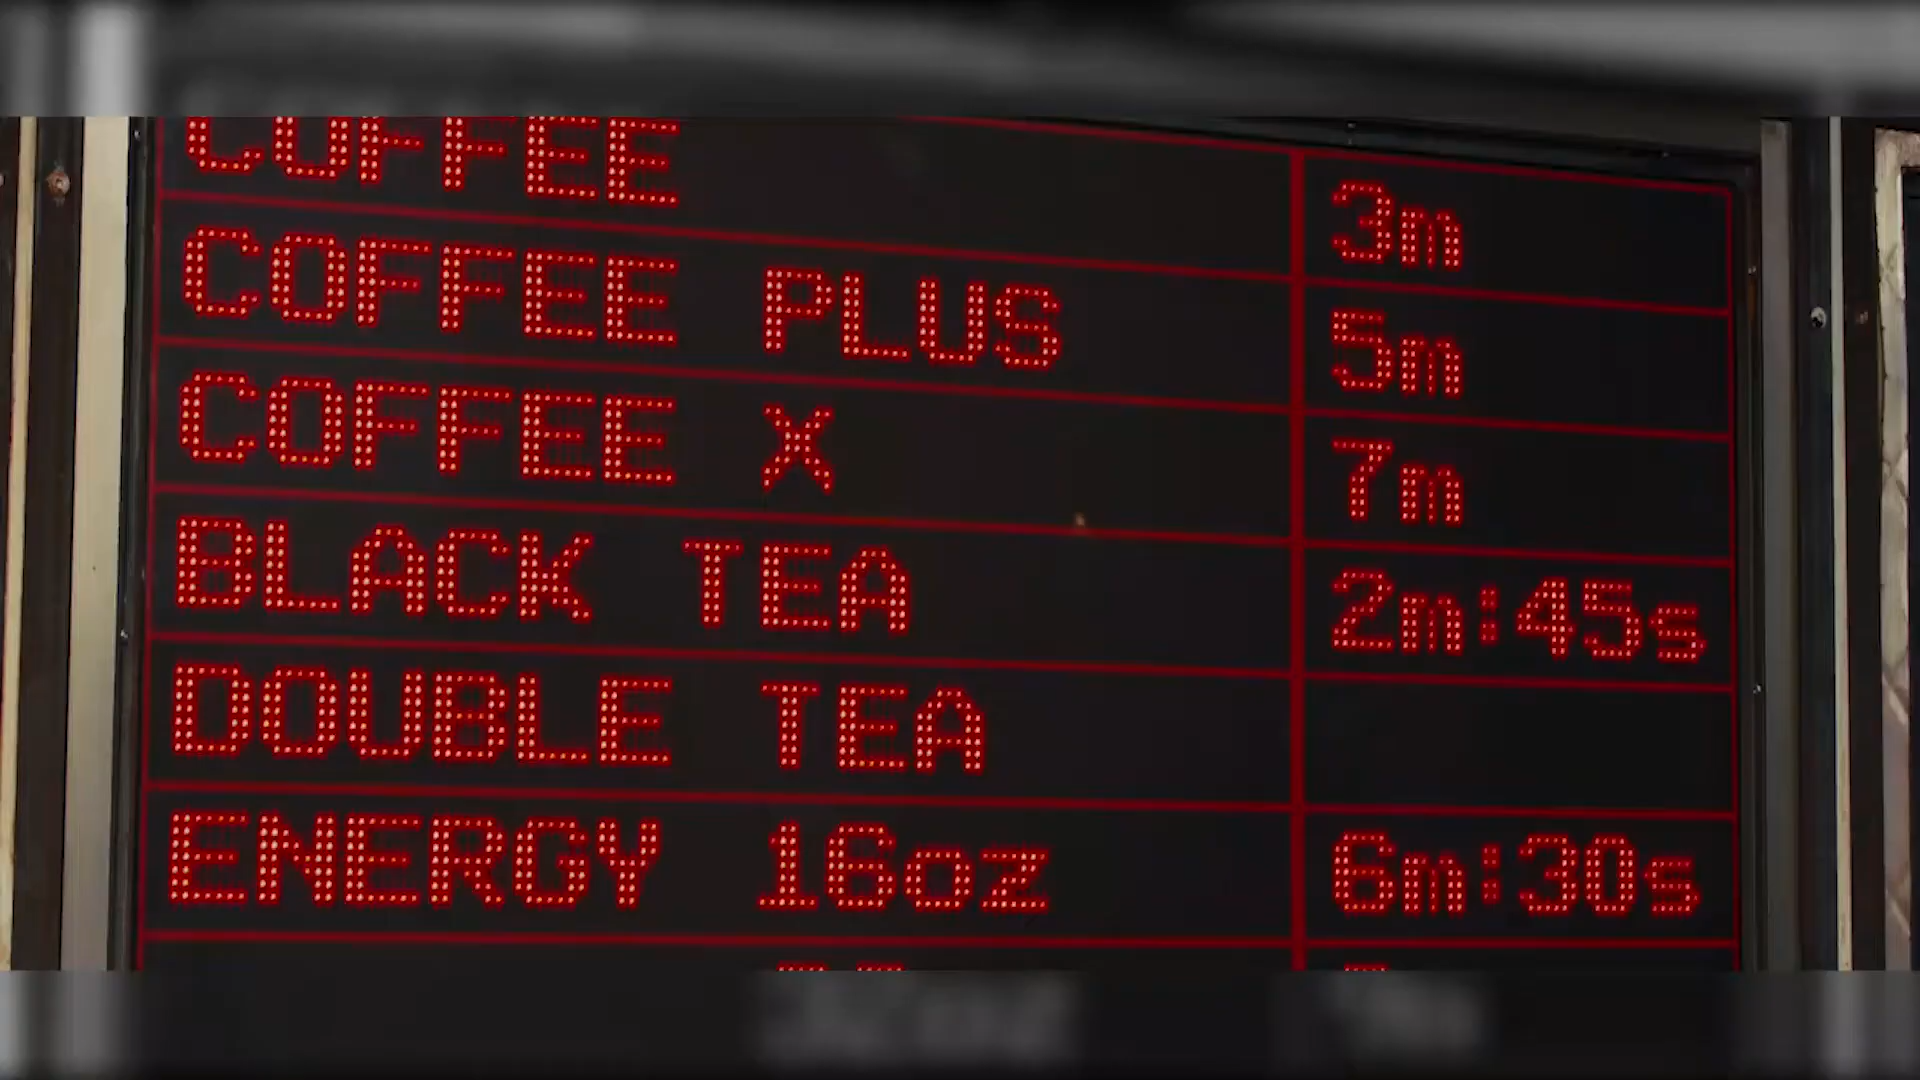 COFFEE 3m
COFFEE PLUS 5m
COFFEE X 7m
BLACK TEA 2m:45s
DOUBLE TEA
ENERGY 16oz 6m:30s